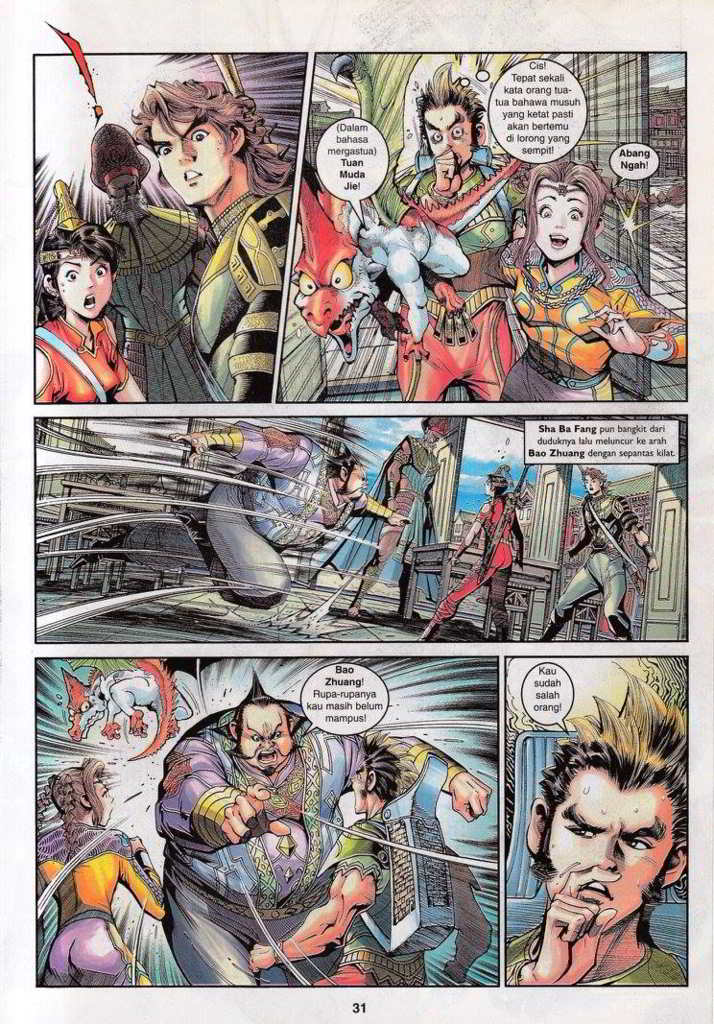 (Dalam
bahasa
mergastua)
Tuan
Muda
Jie!
Cis!
Tepat sekali
kata orang tua-
tua bahawa musuh
yang ketat pasti
akan bertemu
di lorong yang
sempit!
Abang
Ngah!
Sha Ba Fang pun bangkit dari
duduknya lalu meluncur ke arah
Bao Zhuang dengan sepantas kilat.
Bao
Zhuang!
Rupa-rupanya
kau masih belum
mampus!
Kau
sudah
salah
orang!
31